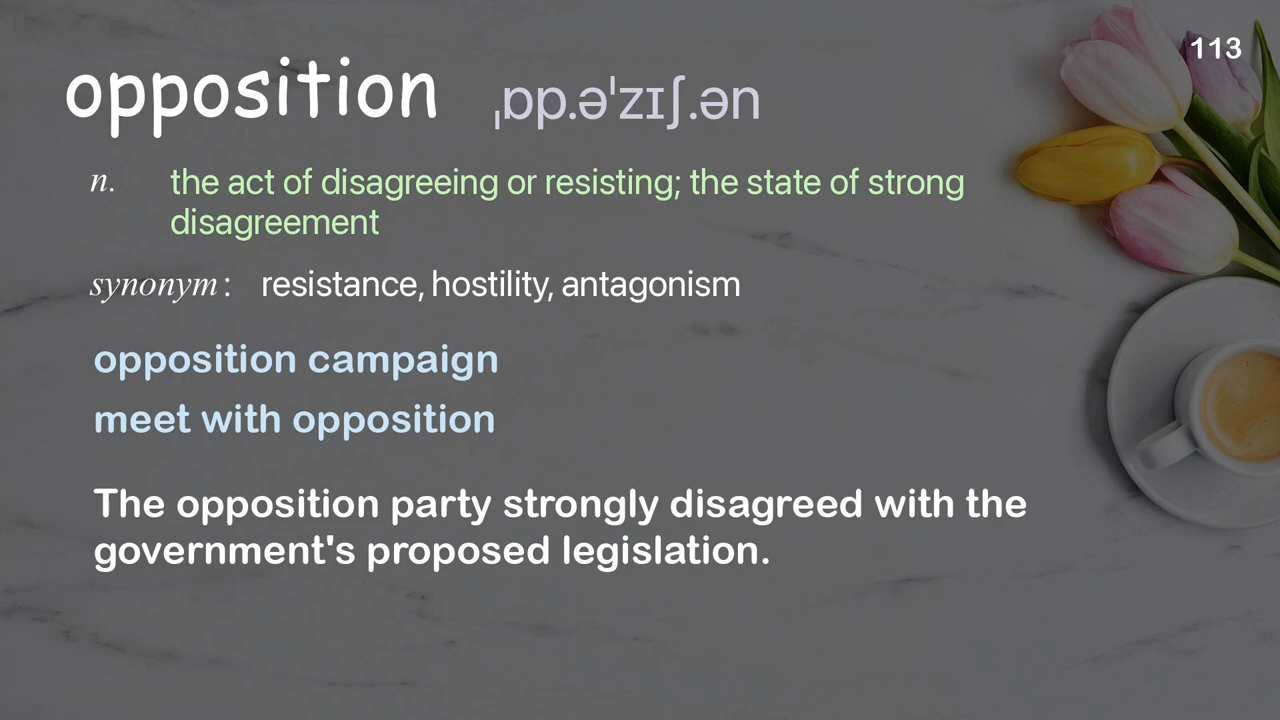 113
opposition ˌɒp.əˈzɪʃ.ən
n. the act of disagreeing or resisting; the state of strong
disagreement
synonym: resistance, hostility, antagonism
opposition campaign
meet with opposition
The opposition party strongly disagreed with the
government's proposed legislation.